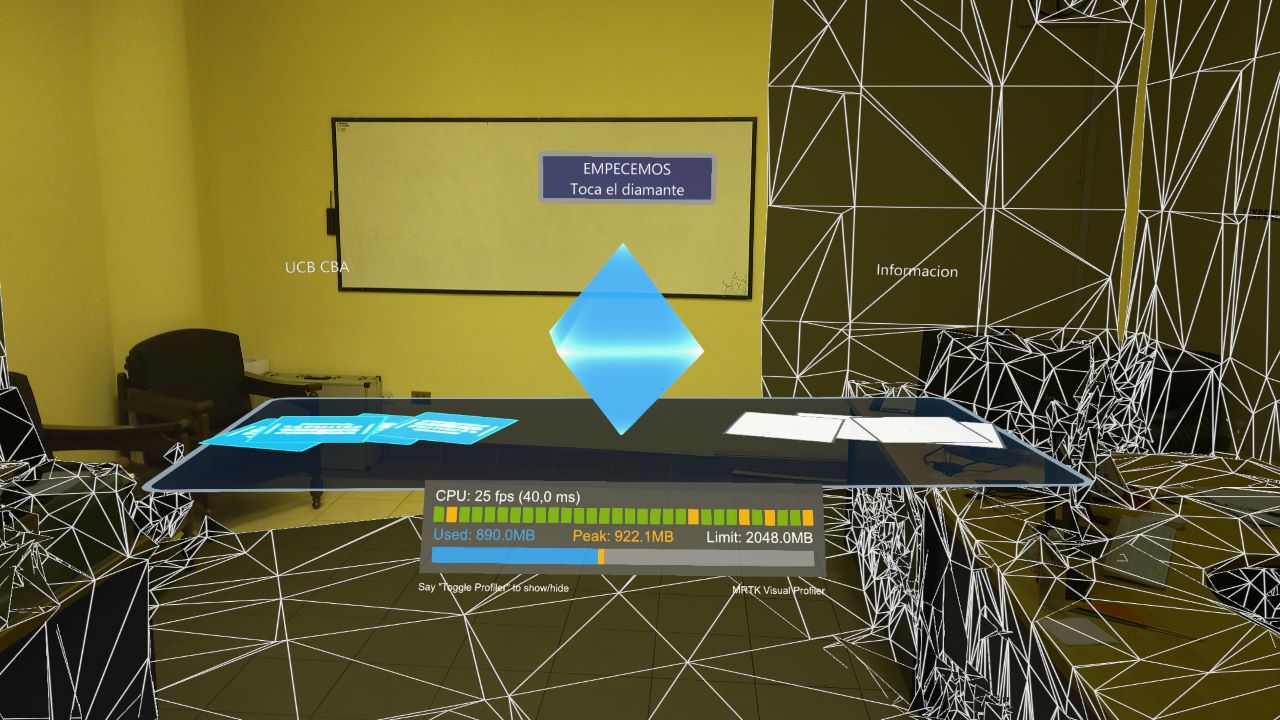 EMPECEMOS
Toca el diamante
UCB CBA
Informacion
CPU: 25 fps (40,0 ms)
Used: 890.0MB Peak: 922.1MB Limit: 2048.0MB
Say "Toggle Profiler" to show/hide MRTK Visual Profiler